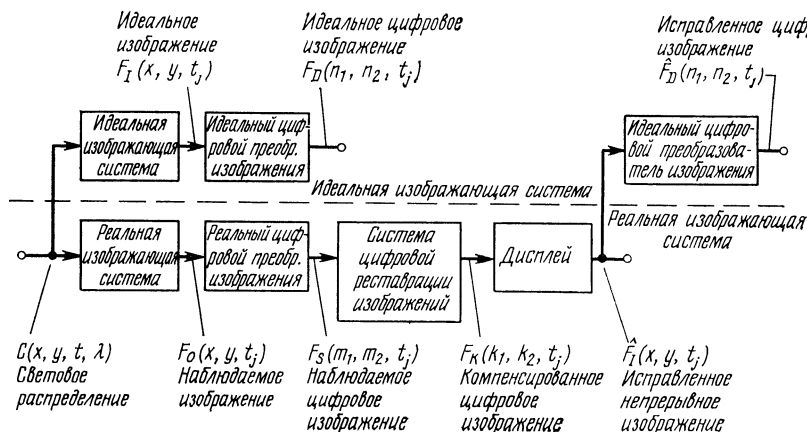 Идеальное
изображение
F_I (x, y, t_j)
Идеальное цифровое
изображение
F_D (n_1, n_2, t_j)
Исправленное циф
изображение
F̂_D (n_1, n_2, t_j)
Идеальная
изображающая
система
Идеальный циф-
ровой преобр.
изображения
Идеальный цифро-
вой преобразова-
тель изображения
Идеальная изображающая система
Реальная изображающая
система
Реальная
изображающая
система
Реальный циф-
ровой преобр.
изображения
Система
цифровой
реставрации
изображений
Дисплей
C(x, y, t, λ)
Световое
распределение
F_O (x, y, t_j)
Наблюдаемое
изображение
F_S (m_1, m_2, t_j)
Наблюдаемое
цифровое
изображение
F_K (k_1, k_2, t_j)
Компенсированное
цифровое
изображение
F̂_I (x, y, t_j)
Исправленное
непрерывное
изображение